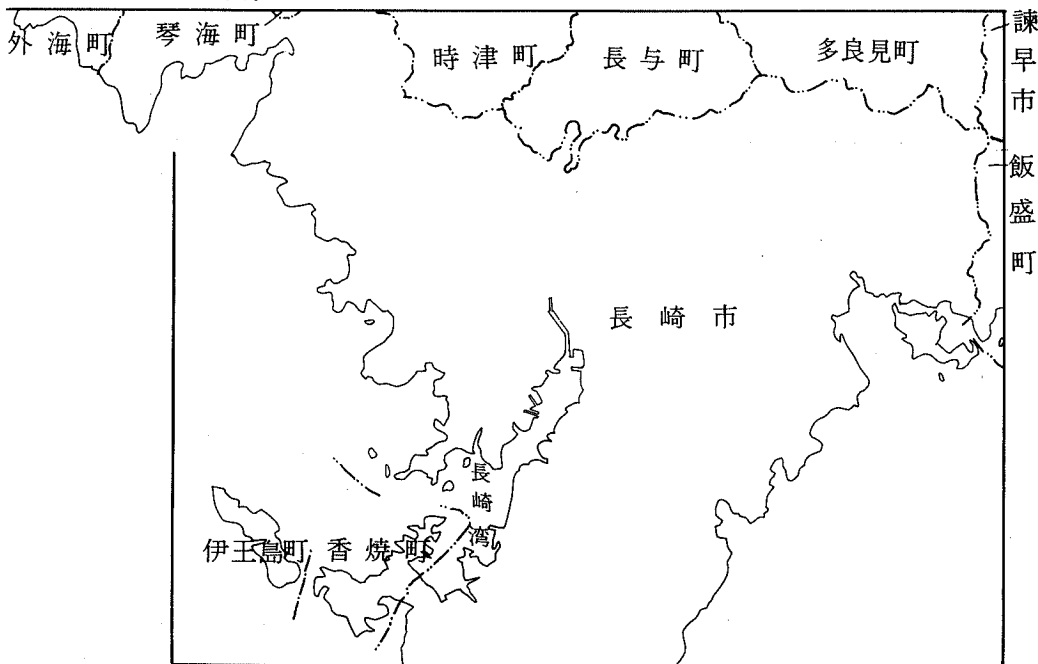 外海町
琴海町
時津町
長与町
多良見町
諫早市
飯盛町
長崎市
長崎湾
伊王島町
香焼町